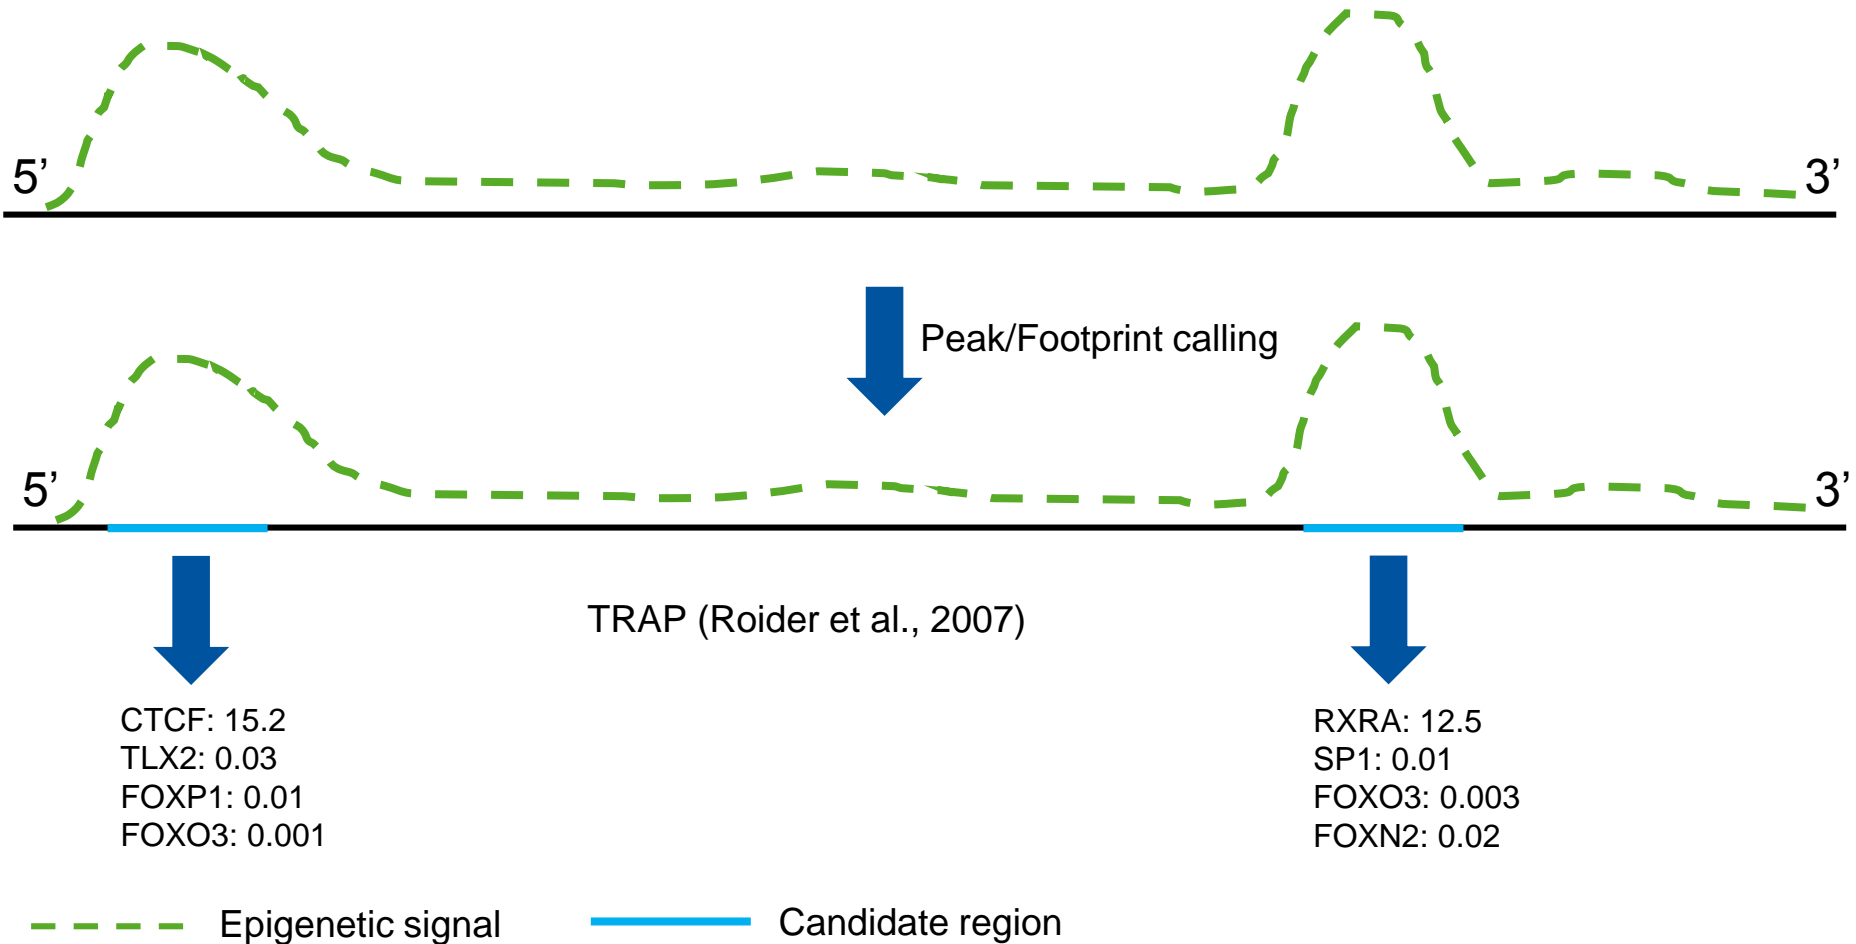 5’
3’
Peak/Footprint calling
5’
3’
TRAP (Roider et al., 2007)
CTCF: 15.2
TLX2: 0.03
FOXP1: 0.01
FOXO3: 0.001
RXRA: 12.5
SP1: 0.01
FOXO3: 0.003
FOXN2: 0.02
Epigenetic signal
Candidate region